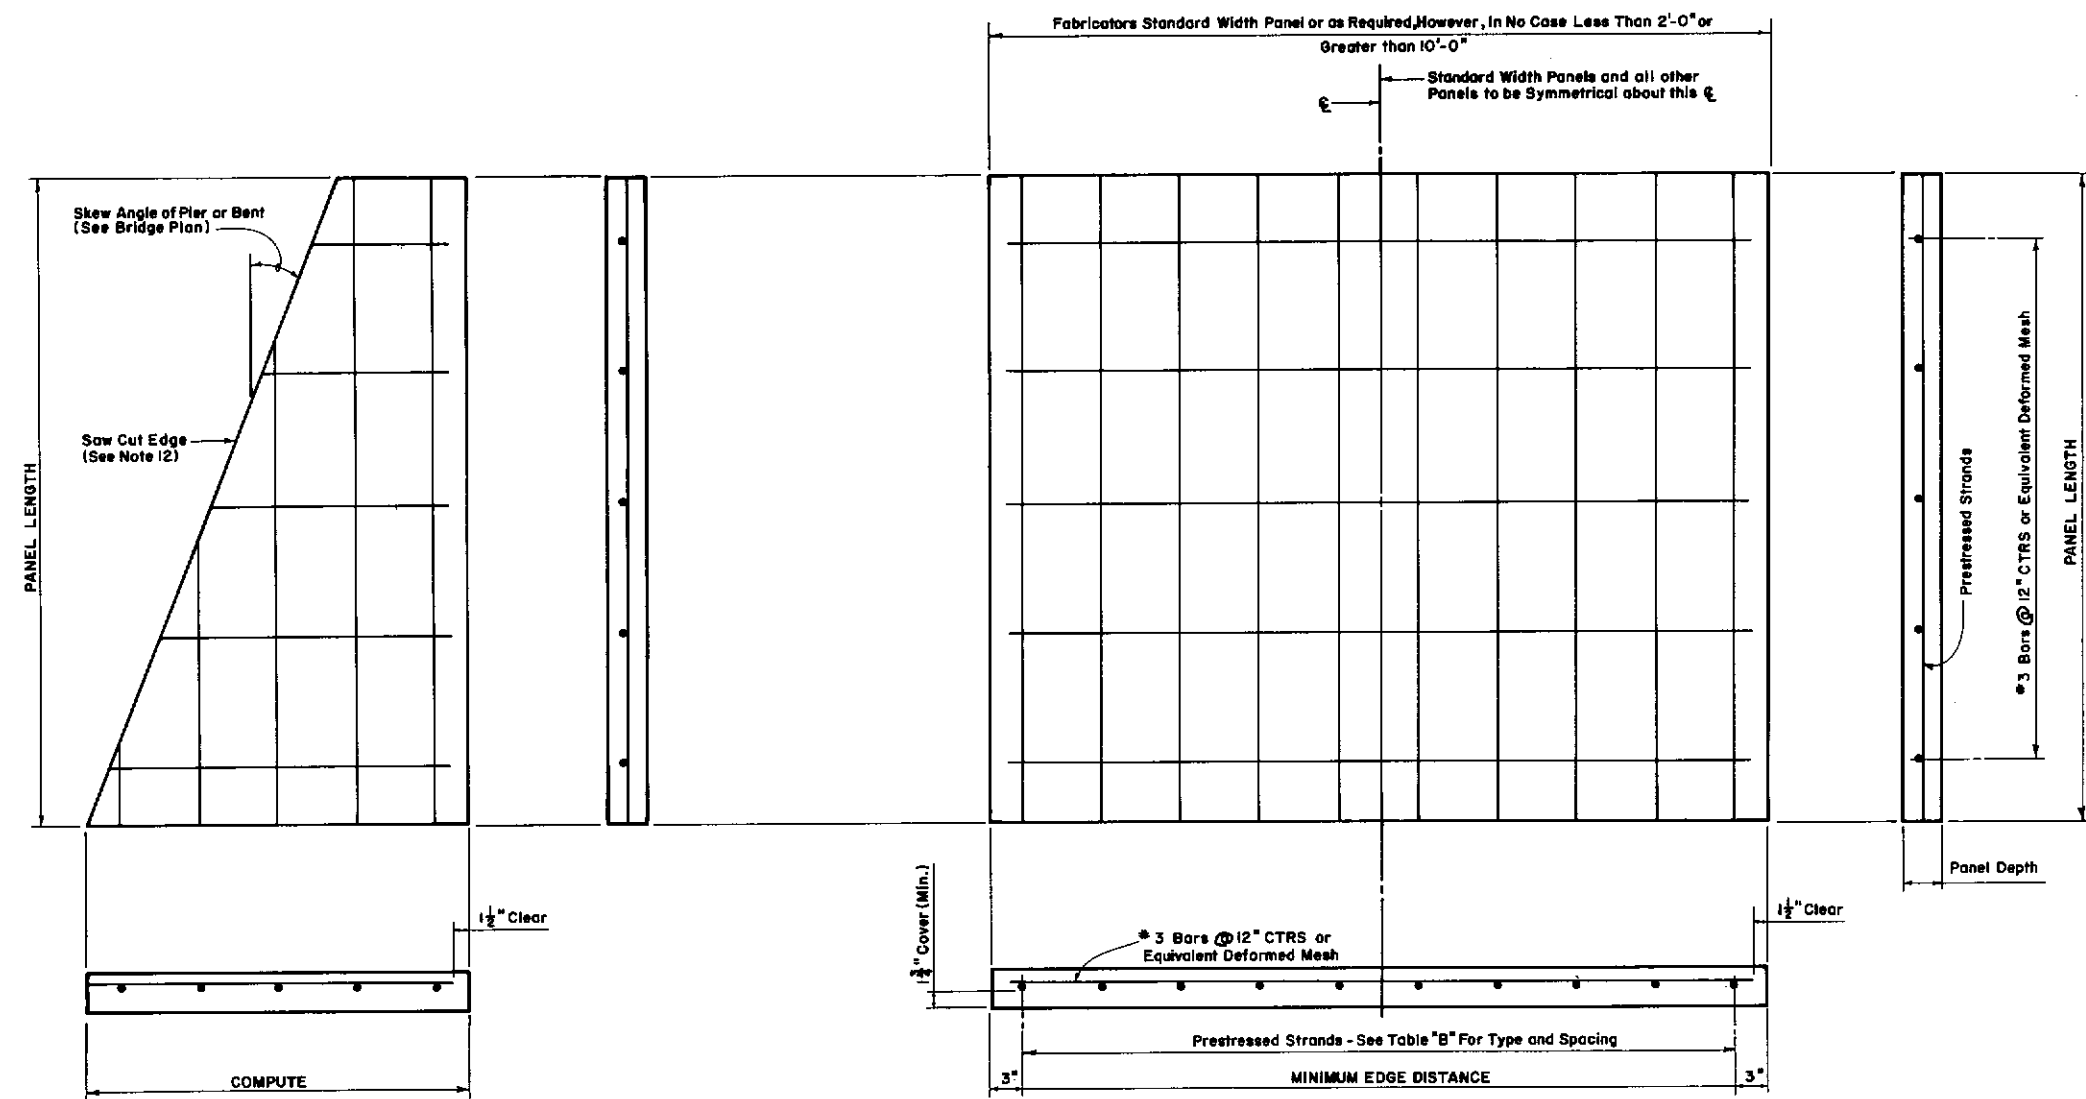 Fabricators Standard Width Panel or as Required, However, In No Case Less Than 2'-0" or
Greater than 10'-0"
Standard Width Panels and all other
Panels to be Symmetrical about this ℄
℄
Skew Angle of Pier or Bent
(See Bridge Plan)
Saw Cut Edge
(See Note 12)
PANEL LENGTH
Prestressed Strands
#3 Bars @ 12" CTRS or Equivalent Deformed Mesh
PANEL LENGTH
Panel Depth
1½" Clear
COMPUTE
1¾" Cover (Min.)
#3 Bars @ 12" CTRS or
Equivalent Deformed Mesh
1½" Clear
Prestressed Strands - See Table "B" For Type and Spacing
3"
MINIMUM EDGE DISTANCE
3"